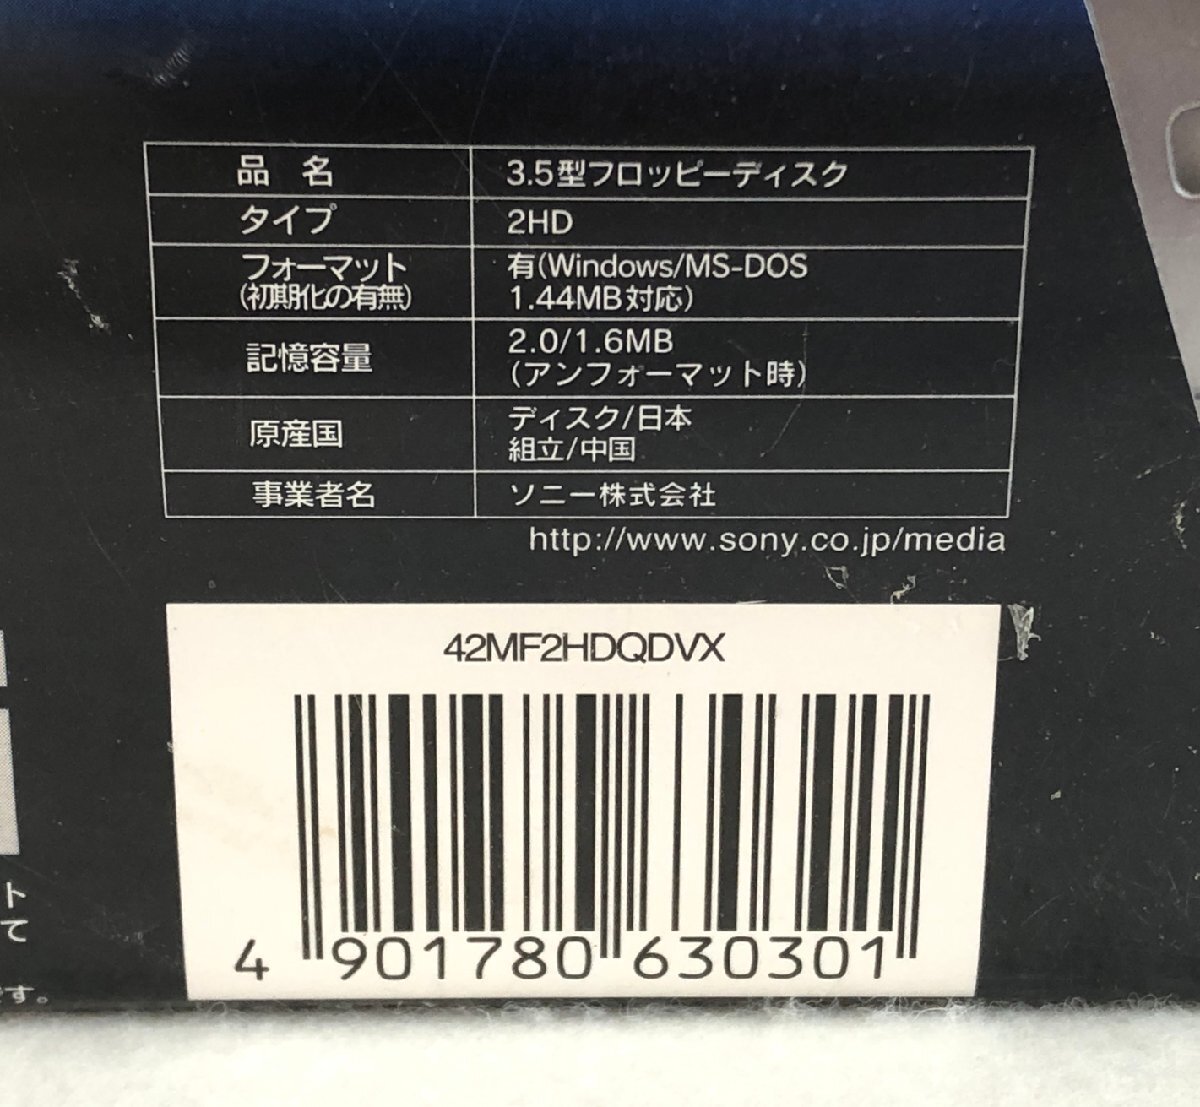 品 名 3.5型フロッピーディスク
タイプ 2HD
フォーマット
(初期化の有無)
有(Windows/MS-DOS
1.44MB対応)
記憶容量
2.0/1.6MB
(アンフォーマット時)
原産国
ディスク/日本
組立/中国
事業者名 ソニー株式会社
http://www.sony.co.jp/media
42MF2HDQDVX
4 901780 630301
ト
て
です。